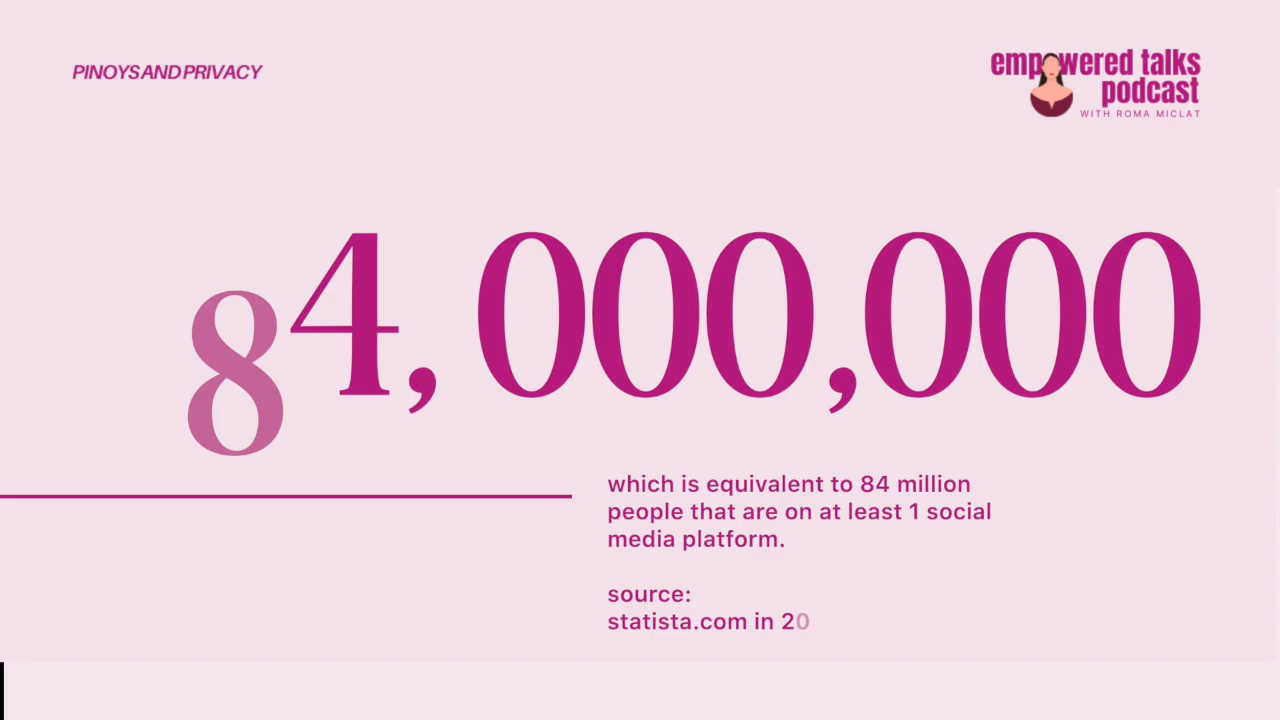 PINOYS AND PRIVACY
empowered talks
podcast
WITH ROMA MICLAT
84,000,000
which is equivalent to 84 million
people that are on at least 1 social
media platform.
source:
statista.com in 20